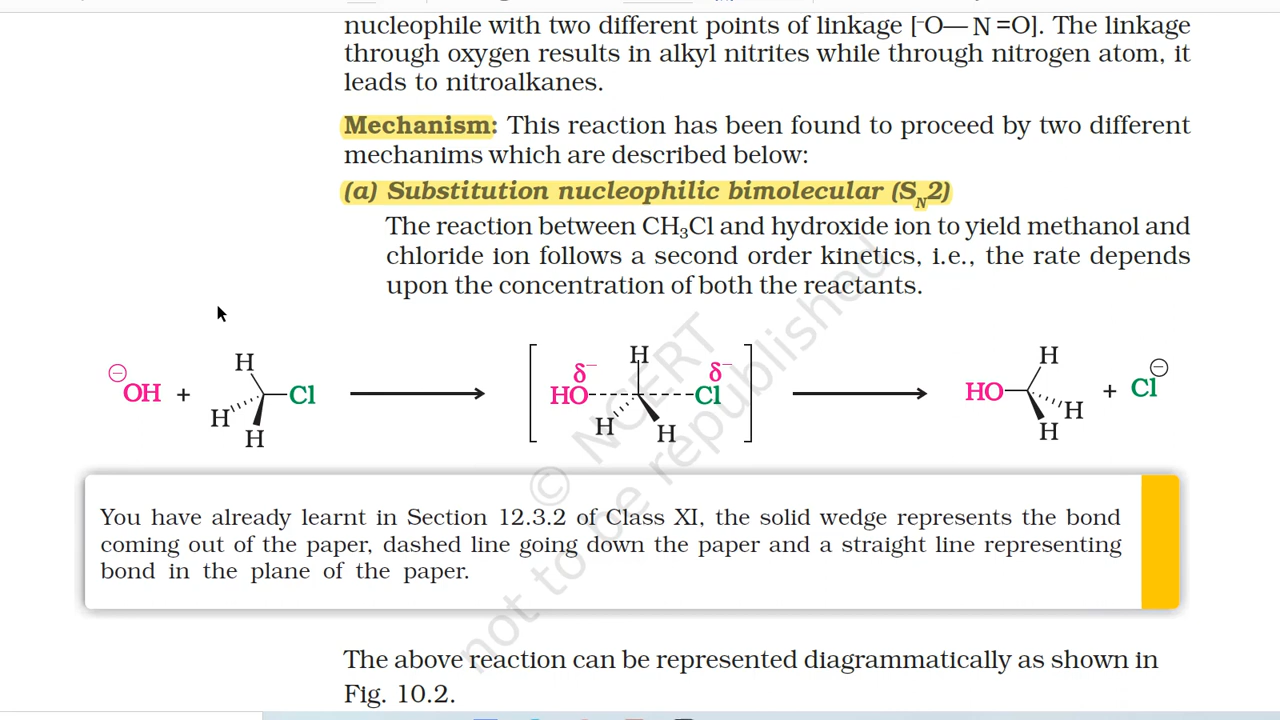 nucleophile with two different points of linkage [⁻O— N =O]. The linkage
through oxygen results in alkyl nitrites while through nitrogen atom, it
leads to nitroalkanes.
Mechanism: This reaction has been found to proceed by two different
mechanims which are described below:
(a) Substitution nucleophilic bimolecular (S_N2)
The reaction between CH₃Cl and hydroxide ion to yield methanol and
chloride ion follows a second order kinetics, i.e., the rate depends
upon the concentration of both the reactants.
⊖OH + H H H Cl
HO δ⁻ H H H Cl δ⁻
HO H H H + Cl⊖
© NCERT
not to be republished
You have already learnt in Section 12.3.2 of Class XI, the solid wedge represents the bond
coming out of the paper, dashed line going down the paper and a straight line representing
bond in the plane of the paper.
The above reaction can be represented diagrammatically as shown in
Fig. 10.2.